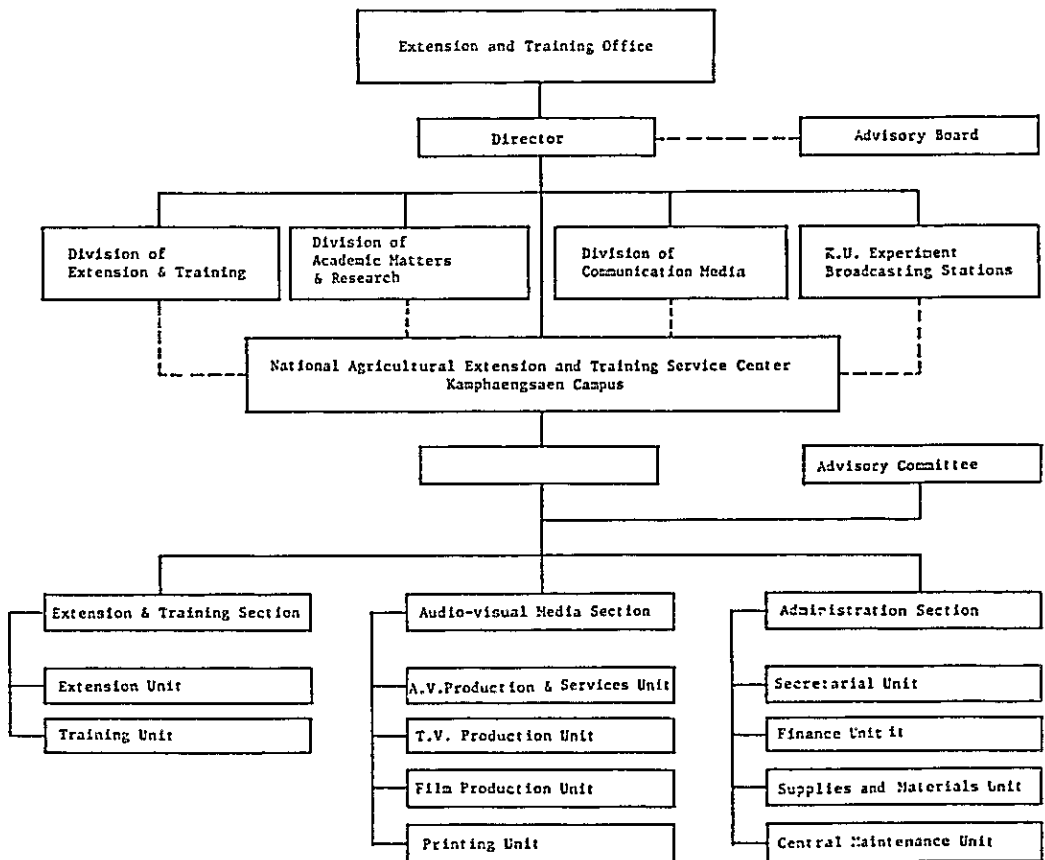 Extension and Training Office
Director
Advisory Board
Division of
Extension & Training
Division of
Academic Matters
& Research
Division of
Communication Media
K.U. Experiment
Broadcasting Stations
National Agricultural Extension and Training Service Center
Kamphaengsaen Campus
Advisory Committee
Extension & Training Section
Extension Unit
Training Unit
Audio-visual Media Section
A.V.Production & Services Unit
T.V. Production Unit
Film Production Unit
Printing Unit
Administration Section
Secretarial Unit
Finance Unit it
Supplies and Materials Unit
Central Maintenance Unit